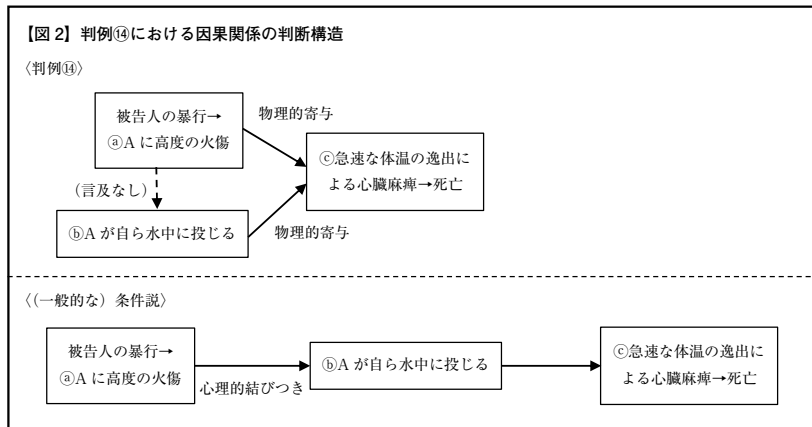 【図 2】判例⑭における因果関係の判断構造
〈判例⑭〉
被告人の暴行→
ⓐA に高度の火傷
物理的寄与
ⓒ急速な体温の逸出に
よる心臓麻痺→死亡
（言及なし）
ⓑA が自ら水中に投じる
物理的寄与
〈（一般的な）条件説〉
被告人の暴行→
ⓐA に高度の火傷
心理的結びつき
ⓑA が自ら水中に投じる
ⓒ急速な体温の逸出に
よる心臓麻痺→死亡